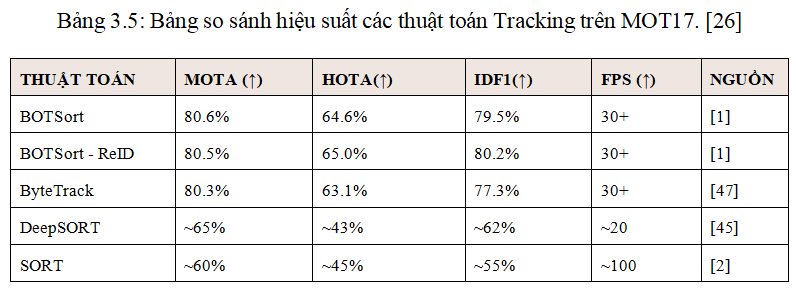 Bảng 3.5: Bảng so sánh hiệu suất các thuật toán Tracking trên MOT17. [26]
THUẬT TOÁN MOTA (↑) HOTA(↑) IDF1(↑) FPS (↑) NGUỒN
BOTSort 80.6% 64.6% 79.5% 30+ [1]
BOTSort - ReID 80.5% 65.0% 80.2% 30+ [1]
ByteTrack 80.3% 63.1% 77.3% 30+ [47]
DeepSORT ~65% ~43% ~62% ~20 [45]
SORT ~60% ~45% ~55% ~100 [2]